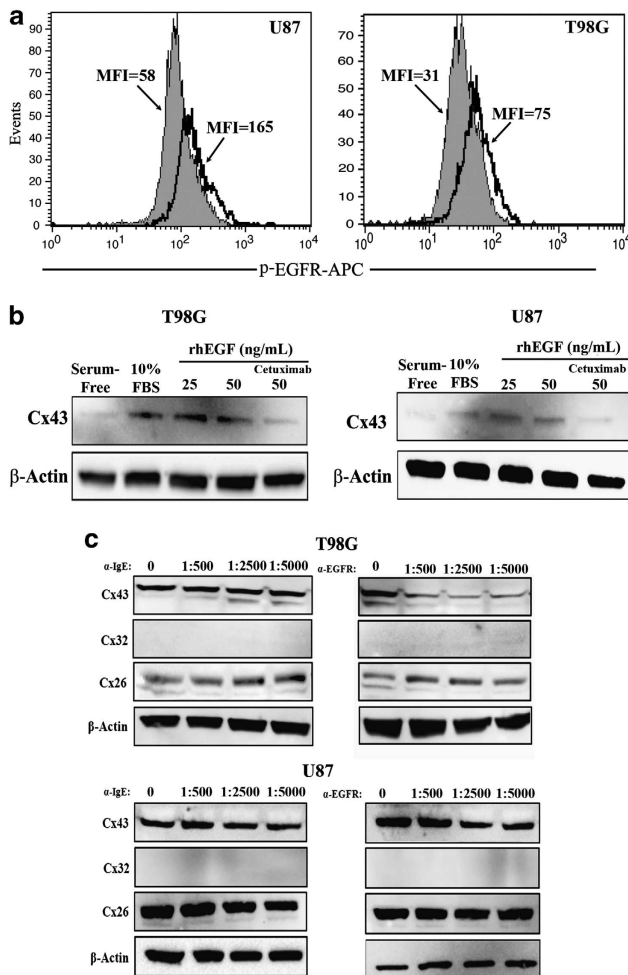 a
U87
T98G
MFI=58
MFI=165
MFI=31
MFI=75
Events
90
80
70
60
50
40
30
20
10
0
70
60
50
40
30
20
10
0
10⁰ 10¹ 10² 10³ 10⁴
10⁰ 10¹ 10² 10³ 10⁴
p-EGFR-APC
b
T98G
U87
Serum-Free 10% FBS rhEGF (ng/mL) 25 50 Cetuximab 50
Serum-Free 10% FBS rhEGF (ng/mL) 25 50 Cetuximab 50
Cx43
Cx43
β-Actin
β-Actin
c
T98G
α-IgE: 0 1:500 1:2500 1:5000
α-EGFR: 0 1:500 1:2500 1:5000
Cx43
Cx32
Cx26
β-Actin
U87
α-IgE: 0 1:500 1:2500 1:5000
α-EGFR: 0 1:500 1:2500 1:5000
Cx43
Cx32
Cx26
β-Actin